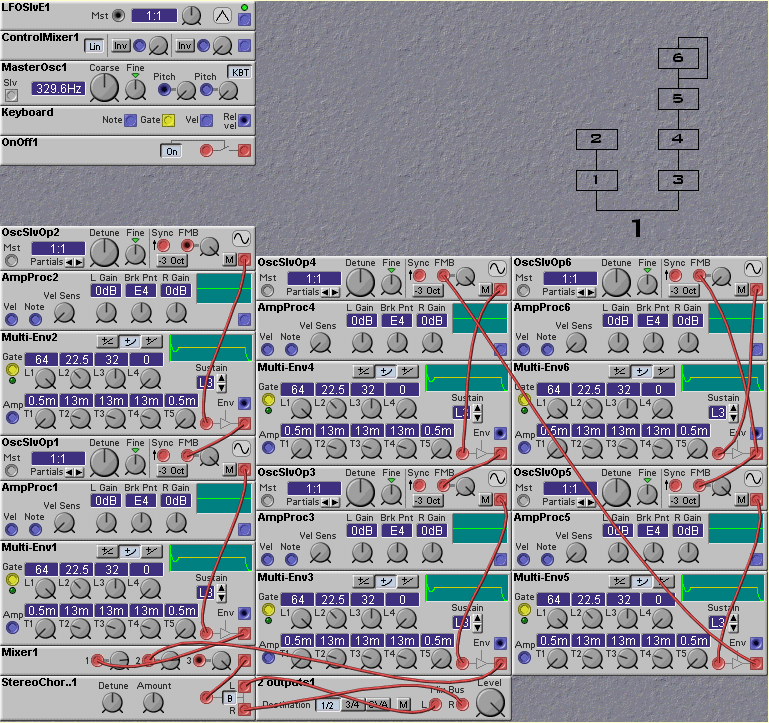 LFOSlvE1
Mst 1:1
ControlMixer1
Lin Inv Inv
MasterOsc1
Coarse Fine Pitch Pitch KBT
Slv 329.6Hz
Keyboard
Note Gate Vel Rel vel
OnOff1
On
6
5
2 4
1 3
1
OscSlvOp2
Detune Fine Sync FMB
Mst 1:1
Partials -3 Oct M
AmpProc2
L Gain Brk Pnt R Gain
Vel Sens 0dB E4 0dB
Vel Note
Multi-Env2
Gate 64 22.5 32 0
L1 L2 L3 L4 Sustain L3
0.5m 13m 13m 13m 0.5m Env
Amp T1 T2 T3 T4 T5
OscSlvOp1
Detune Fine Sync FMB
Mst 1:1
Partials -3 Oct M
AmpProc1
L Gain Brk Pnt R Gain
Vel Sens 0dB E4 0dB
Vel Note
Multi-Env1
Gate 64 22.5 32 0
L1 L2 L3 L4 Sustain L3
0.5m 13m 13m 13m 0.5m Env
Amp T1 T2 T3 T4 T5
Mixer1
1 2 3
StereoChor..1
Detune Amount L B R
OscSlvOp4
Detune Fine Sync FMB
Mst 1:1
Partials -3 Oct M
AmpProc4
L Gain Brk Pnt R Gain
Vel Sens 0dB E4 0dB
Vel Note
Multi-Env4
Gate 64 22.5 32 0
L1 L2 L3 L4 Sustain L3
0.5m 13m 13m 13m 0.5m Env
Amp T1 T2 T3 T4 T5
OscSlvOp3
Detune Fine Sync FMB
Mst 1:1
Partials -3 Oct M
AmpProc3
L Gain Brk Pnt R Gain
Vel Sens 0dB E4 0dB
Vel Note
Multi-Env3
Gate 64 22.5 32 0
L1 L2 L3 L4 Sustain L3
0.5m 13m 13m 13m 0.5m Env
Amp T1 T2 T3 T4 T5
2 outputs1
Mix Bus Level
Destination 1/2 3/4 CVA M L R
OscSlvOp6
Detune Fine Sync FMB
Mst 1:1
Partials -3 Oct M
AmpProc6
L Gain Brk Pnt R Gain
Vel Sens 0dB E4 0dB
Vel Note
Multi-Env6
Gate 64 22.5 32 0
L1 L2 L3 L4 Sustain L3
0.5m 13m 13m 13m 0.5m Env
Amp T1 T2 T3 T4 T5
OscSlvOp5
Detune Fine Sync FMB
Mst 1:1
Partials -3 Oct M
AmpProc5
L Gain Brk Pnt R Gain
Vel Sens 0dB E4 0dB
Vel Note
Multi-Env5
Gate 64 22.5 32 0
L1 L2 L3 L4 Sustain L3
0.5m 13m 13m 13m 0.5m Env
Amp T1 T2 T3 T4 T5